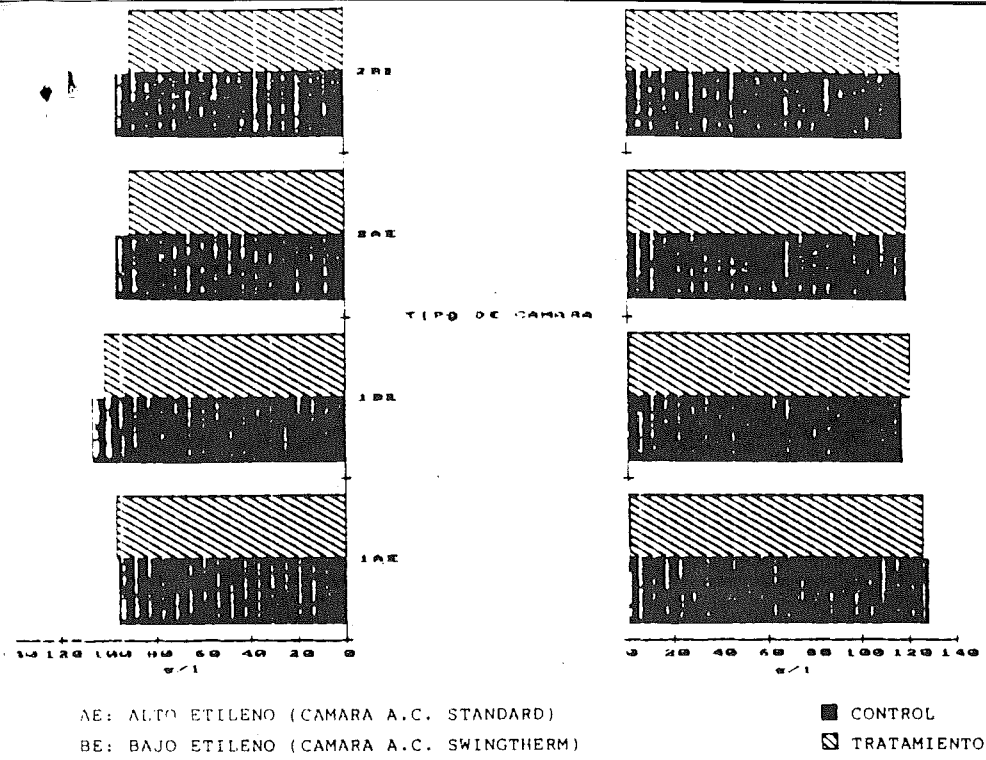 2BE
2AE
TIPO DE CAMARA
1BE
1AE
120 100 80 60 40 20 0
g/l
0 20 40 60 80 100 120 140
g/l
AE: ALTO ETILENO (CAMARA A.C. STANDARD)
BE: BAJO ETILENO (CAMARA A.C. SWINGTHERM)
CONTROL
TRATAMIENTO